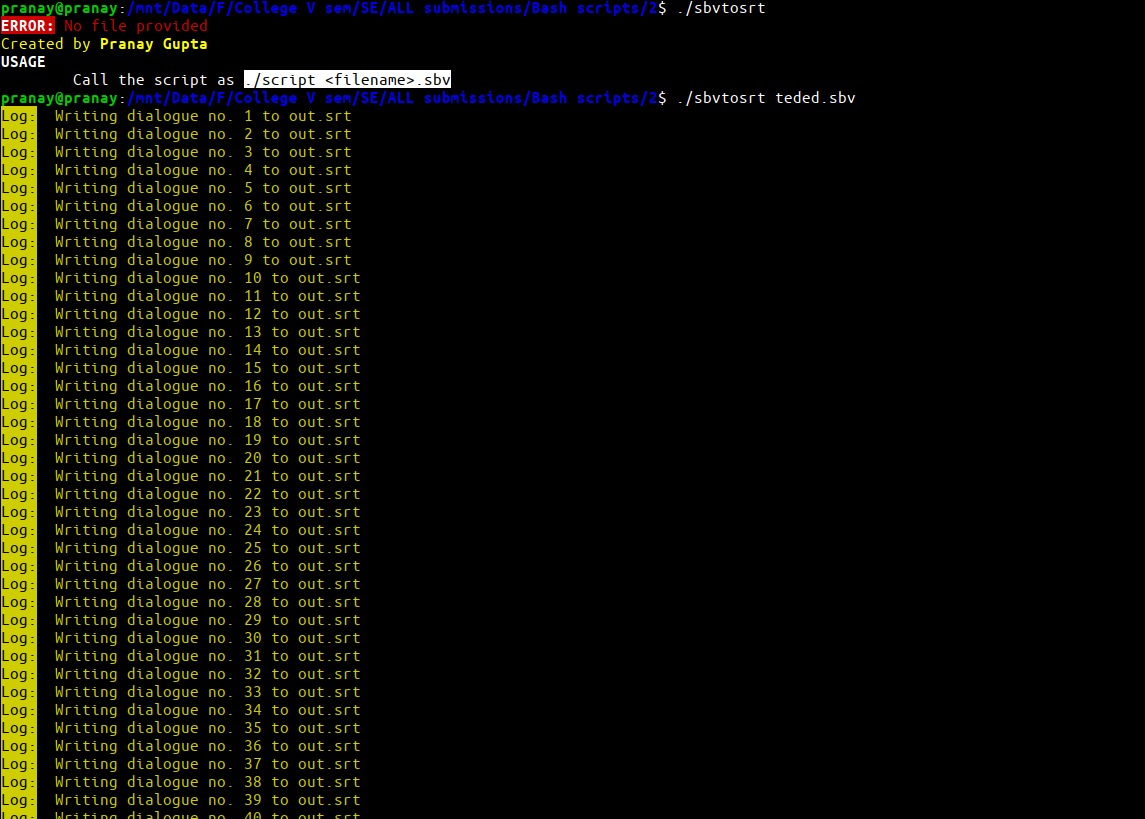 pranay@pranay:/mnt/Data/F/College V sem/SE/ALL submissions/Bash scripts/2$ ./sbvtosrt
ERROR: No file provided
Created by Pranay Gupta
USAGE
Call the script as ./script <filename>.sbv
pranay@pranay:/mnt/Data/F/College V sem/SE/ALL submissions/Bash scripts/2$ ./sbvtosrt teded.sbv
Log: Writing dialogue no. 1 to out.srt
Log: Writing dialogue no. 2 to out.srt
Log: Writing dialogue no. 3 to out.srt
Log: Writing dialogue no. 4 to out.srt
Log: Writing dialogue no. 5 to out.srt
Log: Writing dialogue no. 6 to out.srt
Log: Writing dialogue no. 7 to out.srt
Log: Writing dialogue no. 8 to out.srt
Log: Writing dialogue no. 9 to out.srt
Log: Writing dialogue no. 10 to out.srt
Log: Writing dialogue no. 11 to out.srt
Log: Writing dialogue no. 12 to out.srt
Log: Writing dialogue no. 13 to out.srt
Log: Writing dialogue no. 14 to out.srt
Log: Writing dialogue no. 15 to out.srt
Log: Writing dialogue no. 16 to out.srt
Log: Writing dialogue no. 17 to out.srt
Log: Writing dialogue no. 18 to out.srt
Log: Writing dialogue no. 19 to out.srt
Log: Writing dialogue no. 20 to out.srt
Log: Writing dialogue no. 21 to out.srt
Log: Writing dialogue no. 22 to out.srt
Log: Writing dialogue no. 23 to out.srt
Log: Writing dialogue no. 24 to out.srt
Log: Writing dialogue no. 25 to out.srt
Log: Writing dialogue no. 26 to out.srt
Log: Writing dialogue no. 27 to out.srt
Log: Writing dialogue no. 28 to out.srt
Log: Writing dialogue no. 29 to out.srt
Log: Writing dialogue no. 30 to out.srt
Log: Writing dialogue no. 31 to out.srt
Log: Writing dialogue no. 32 to out.srt
Log: Writing dialogue no. 33 to out.srt
Log: Writing dialogue no. 34 to out.srt
Log: Writing dialogue no. 35 to out.srt
Log: Writing dialogue no. 36 to out.srt
Log: Writing dialogue no. 37 to out.srt
Log: Writing dialogue no. 38 to out.srt
Log: Writing dialogue no. 39 to out.srt
Log: Writing dialogue no. 40 to out.srt